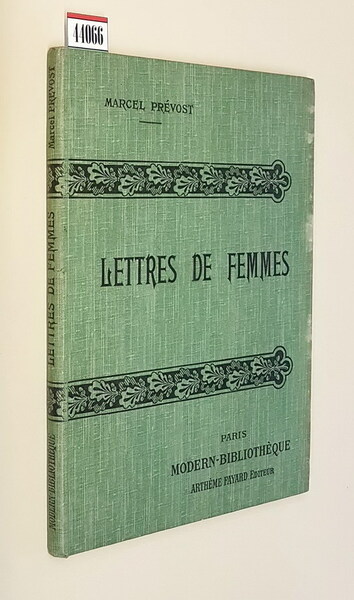 44066
MARCEL PRÉVOST
LETTRES DE FEMMES
PARIS
MODERN-BIBLIOTHÈQUE
ARTHÈME FAYARD ÉDITEUR
Marcel PRÉVOST
LETTRES DE FEMMES
MODERN-BIBLIOTHÈQUE